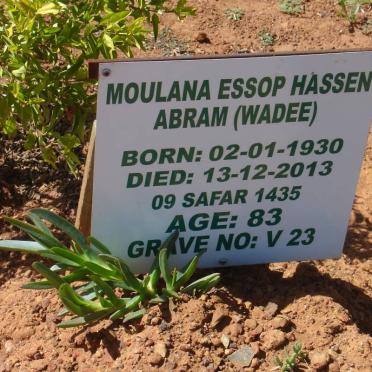 MOULANA ESSOP HASSEN
ABRAM (WADEE)
BORN: 02-01-1930
DIED: 13-12-2013
09 SAFAR 1435
AGE: 83
GRAVE NO: V 23